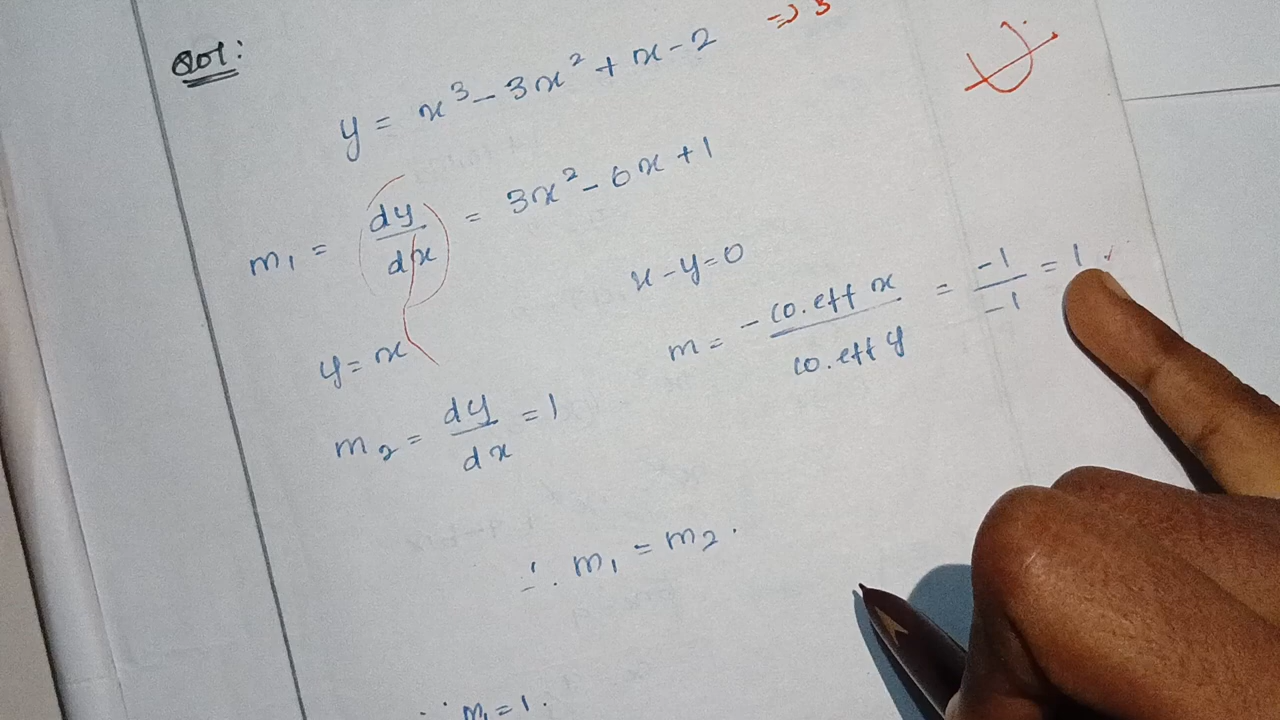 Sol:
y = x³ - 3x² + x - 2 => 3
m₁ = dy/dx = 3x² - 6x + 1
y = x
m₂ = dy/dx = 1
x - y = 0
m = - co.eff x / co.eff y = -1/-1 = 1
∴ m₁ = m₂.
∴ m₁ = 1.